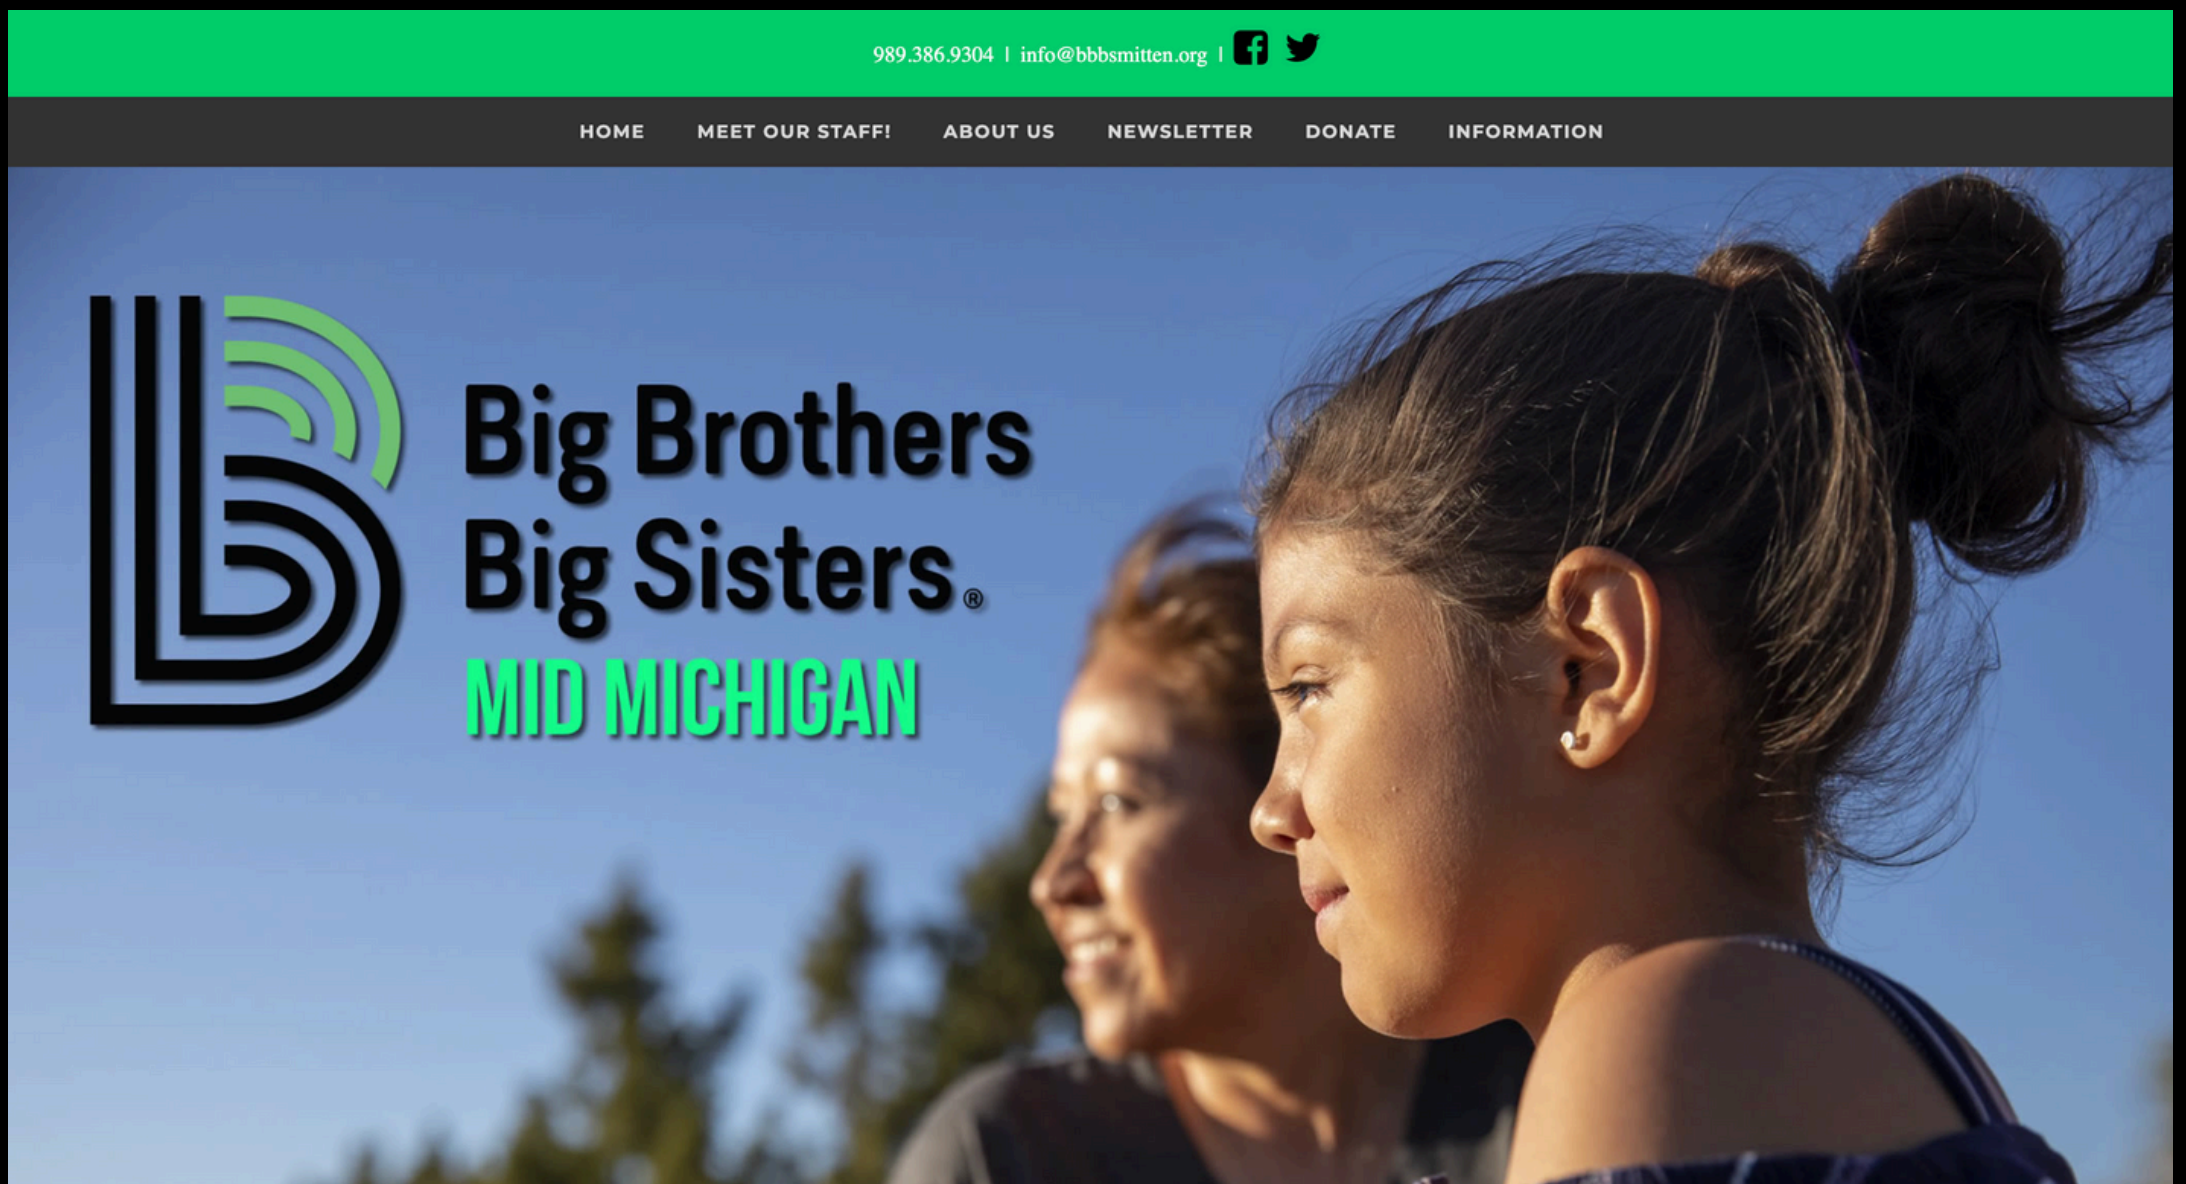 989.386.9304 | info@bbbsmitten.org |
HOME MEET OUR STAFF! ABOUT US NEWSLETTER DONATE INFORMATION
Big Brothers
Big Sisters®
MID MICHIGAN